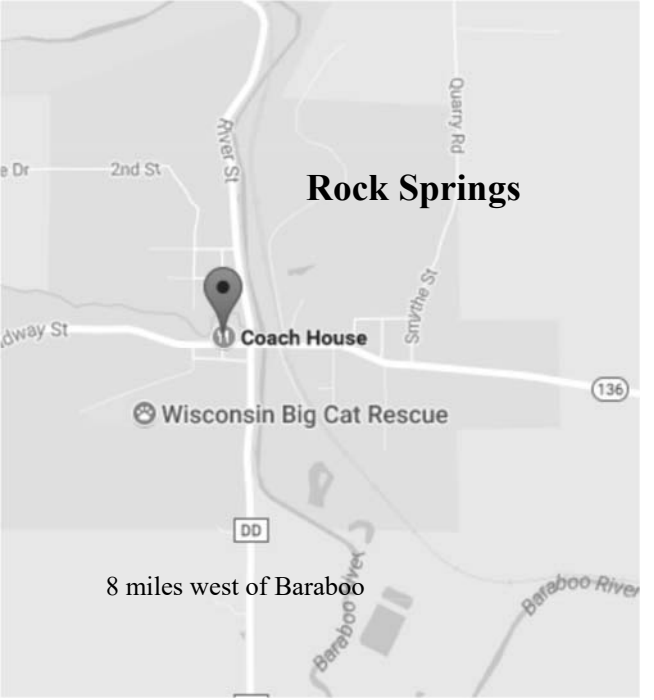 Quarry Rd
River St
e Dr
2nd St
Rock Springs
Smythe St
dway St
Coach House
136
Wisconsin Big Cat Rescue
DD
8 miles west of Baraboo
Baraboo River
Baraboo River